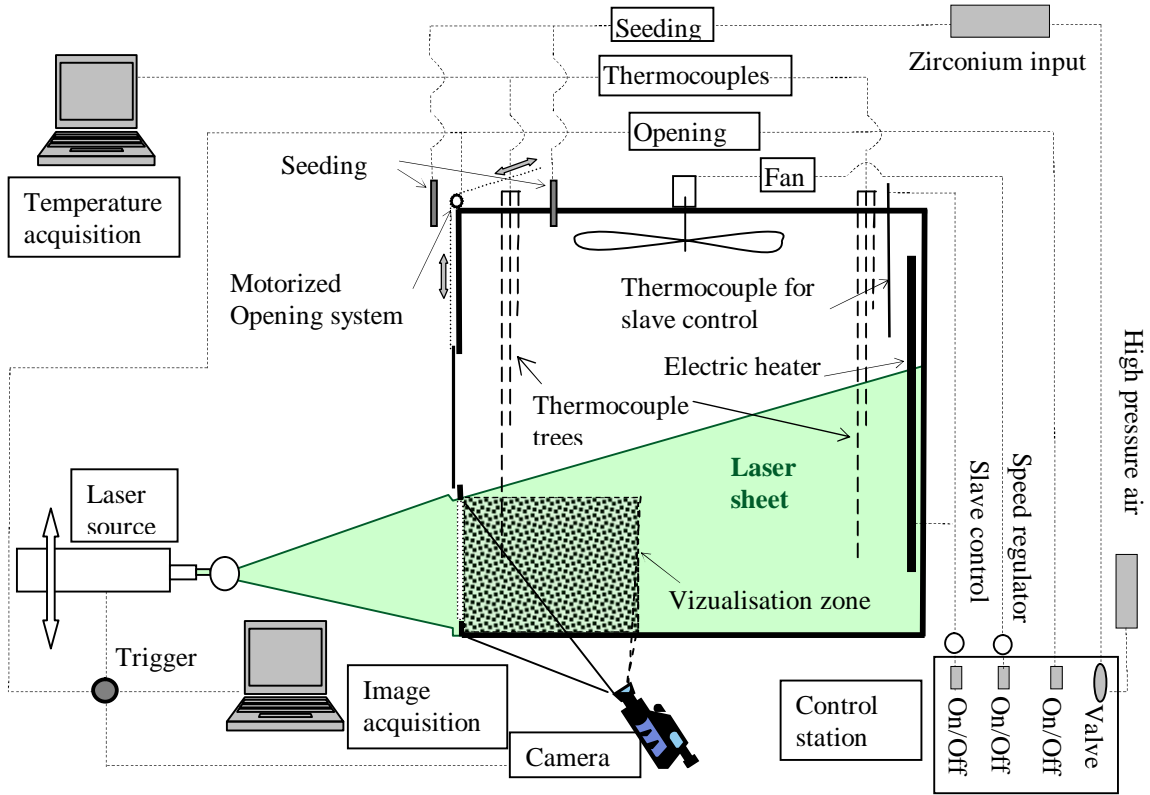 Seeding
Zirconium input
Thermocouples
Opening
Seeding
Fan
Temperature
acquisition
Motorized
Opening system
Thermocouple for
slave control
High pressure air
Electric heater
Thermocouple
trees
Laser
sheet
Laser
source
Slave control
Speed regulator
Vizualisation zone
Trigger
Image
acquisition
Control
station
Camera
On/Off
On/Off
On/Off
Valve